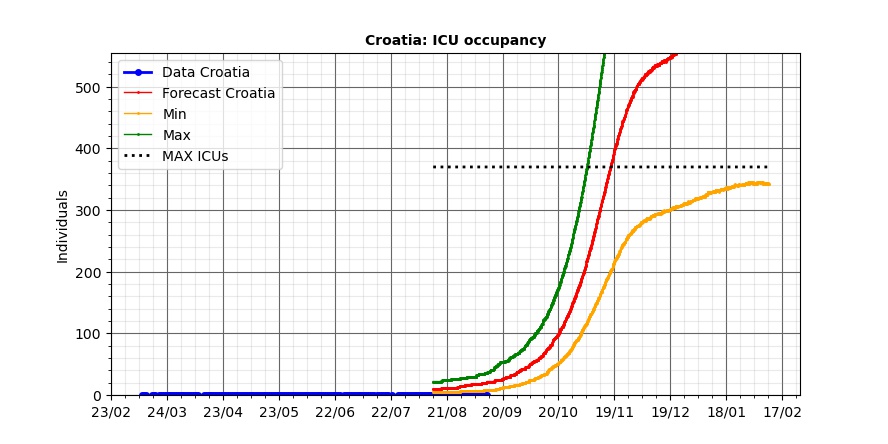 Croatia: ICU occupancy
Individuals
500
400
300
200
100
0
Data Croatia
Forecast Croatia
Min
Max
MAX ICUs
23/02 24/03 23/04 23/05 22/06 22/07 21/08 20/09 20/10 19/11 19/12 18/01 17/02